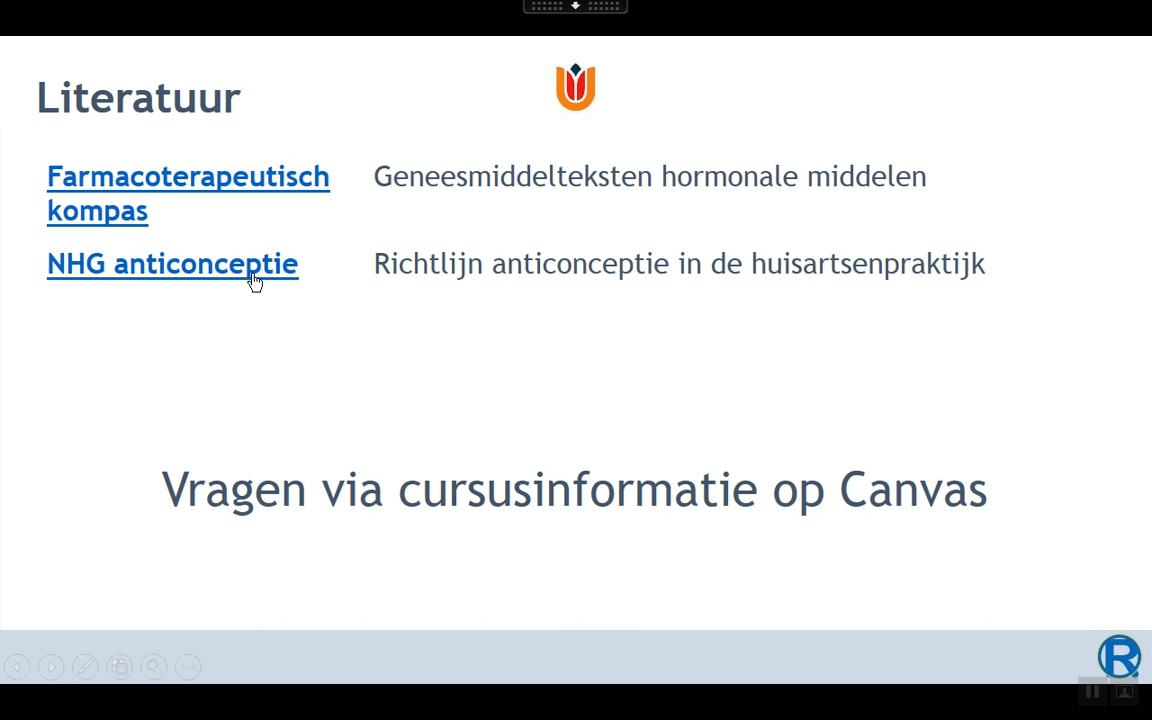 Literatuur
Farmacoterapeutisch kompas
Geneesmiddelteksten hormonale middelen
NHG anticonceptie
Richtlijn anticonceptie in de huisartsenpraktijk
Vragen via cursusinformatie op Canvas
R